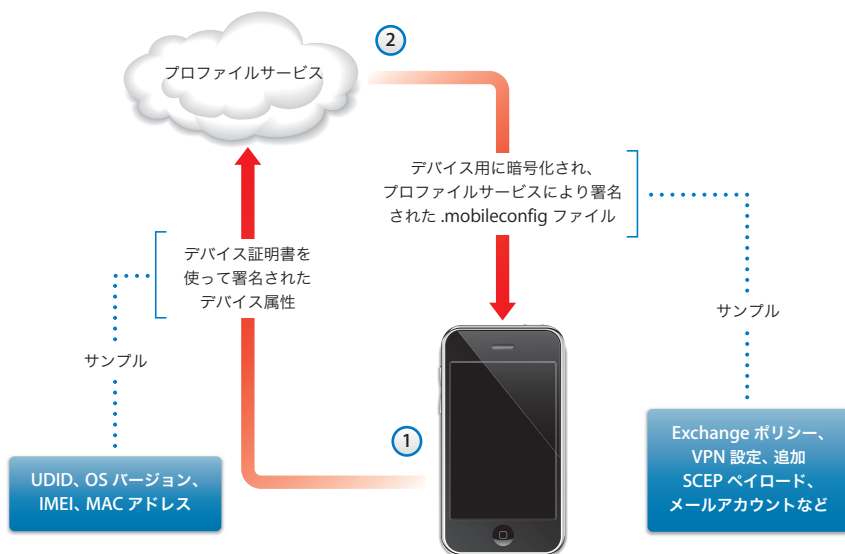 2
プロファイルサービス
デバイス用に暗号化され、
プロファイルサービスにより署名
された .mobileconfig ファイル
デバイス証明書を
使って署名された
デバイス属性
サンプル
サンプル
1
UDID、OS バージョン、
IMEI、MAC アドレス
Exchange ポリシー、
VPN 設定、追加
SCEP ペイロード、
メールアカウントなど